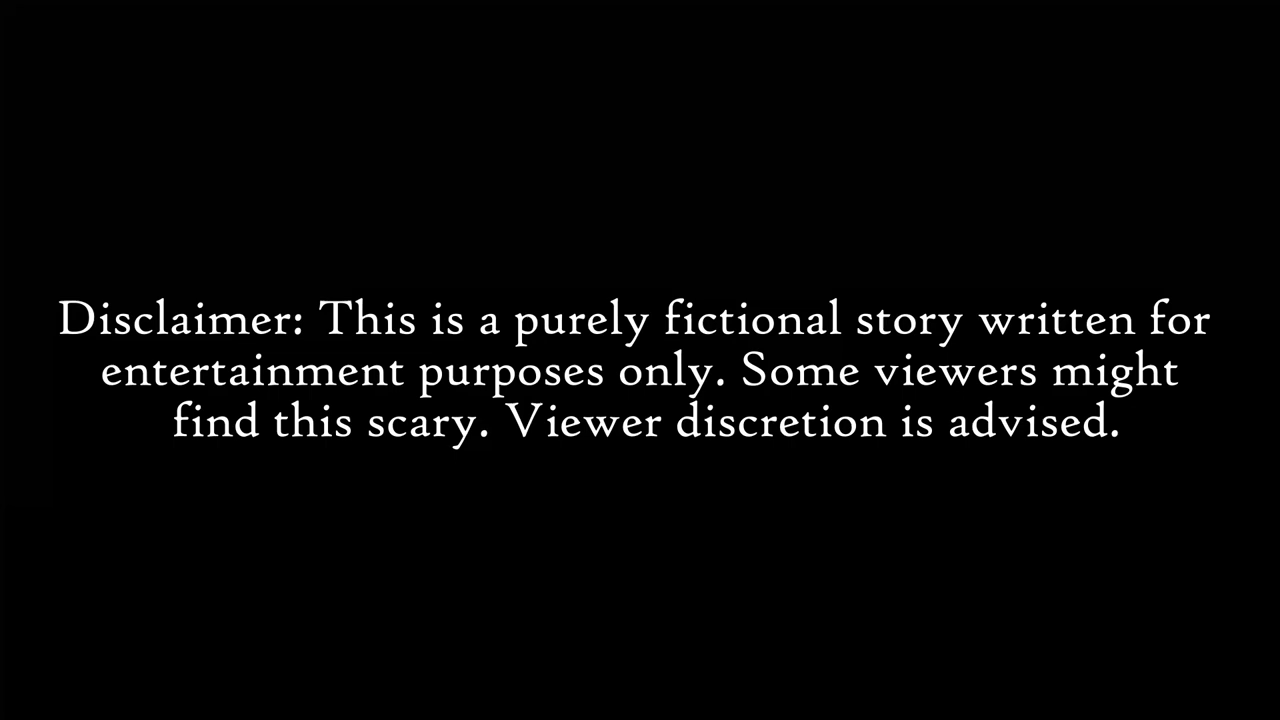 Disclaimer: This is a purely fictional story written for
entertainment purposes only. Some viewers might
find this scary. Viewer discretion is advised.